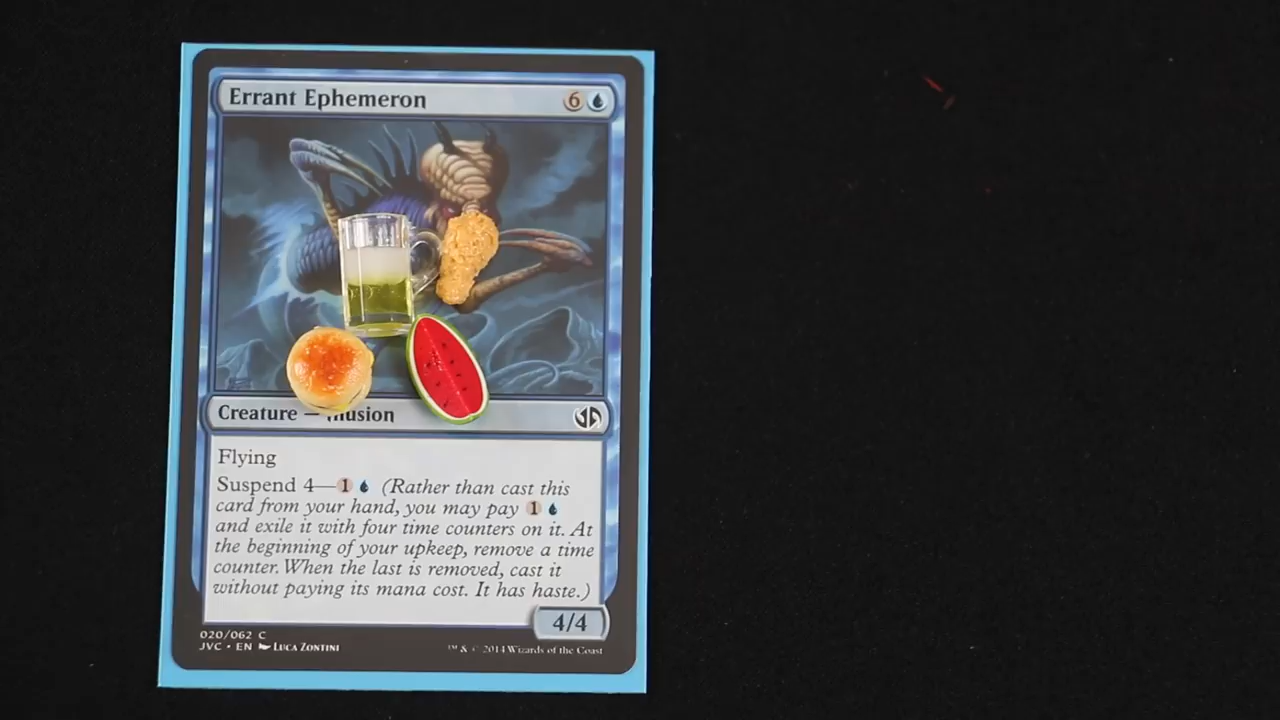 Errant Ephemeron 6
Creature — Illusion
Flying
Suspend 4—1 (Rather than cast this
card from your hand, you may pay 1
and exile it with four time counters on it. At
the beginning of your upkeep, remove a time
counter. When the last is removed, cast it
without paying its mana cost. It has haste.)
4/4
020/062 C
JVC • EN Luca Zontini
™ & © 2014 Wizards of the Coast